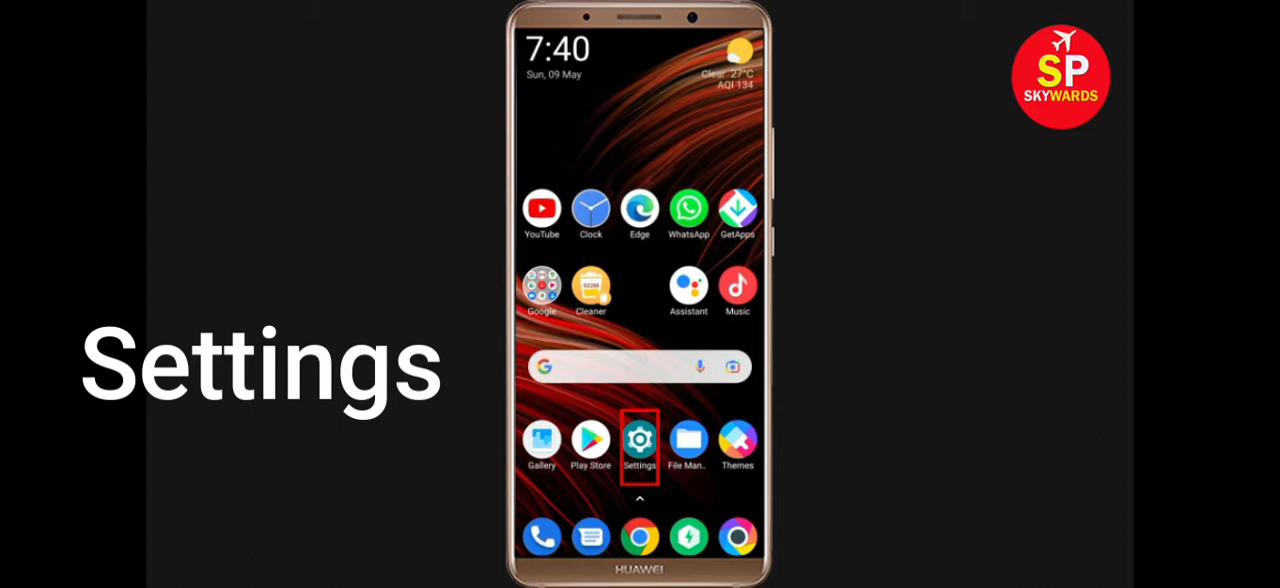 7:40
Sun, 09 May
Clear 27°C
AQI 134
SP
SKYWARDS
YouTube
Clock
Edge
WhatsApp
GetApps
922M
Google
Cleaner
Assistant
Music
Settings
Gallery
Play Store
Settings
File Man..
Themes
HUAWEI